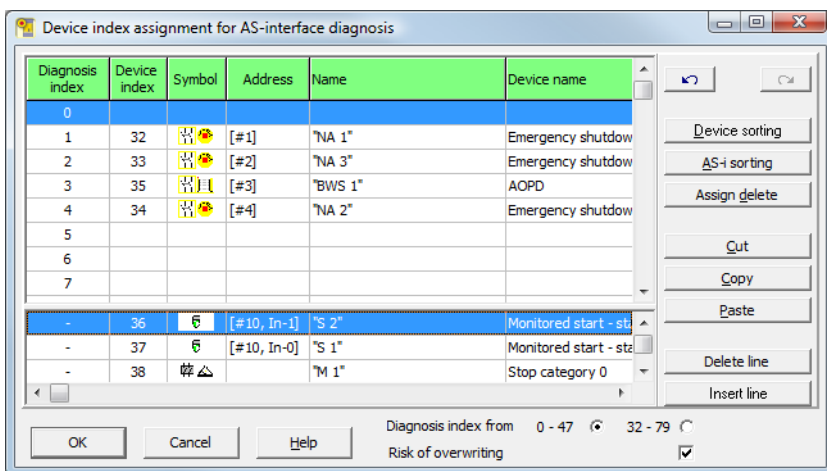 Device index assignment for AS-interface diagnosis
Diagnosis index Device index Symbol Address Name Device name
0
1 32 [#1] "NA 1" Emergency shutdow
2 33 [#2] "NA 3" Emergency shutdow
3 35 [#3] "BWS 1" AOPD
4 34 [#4] "NA 2" Emergency shutdow
5
6
7
- 36 [#10, In-1] "S 2" Monitored start - sta
- 37 [#10, In-0] "S 1" Monitored start - sta
- 38 "M 1" Stop category 0
Device sorting
AS-i sorting
Assign delete
Cut
Copy
Paste
Delete line
Insert line
OK Cancel Help
Diagnosis index from 0 - 47 32 - 79
Risk of overwriting